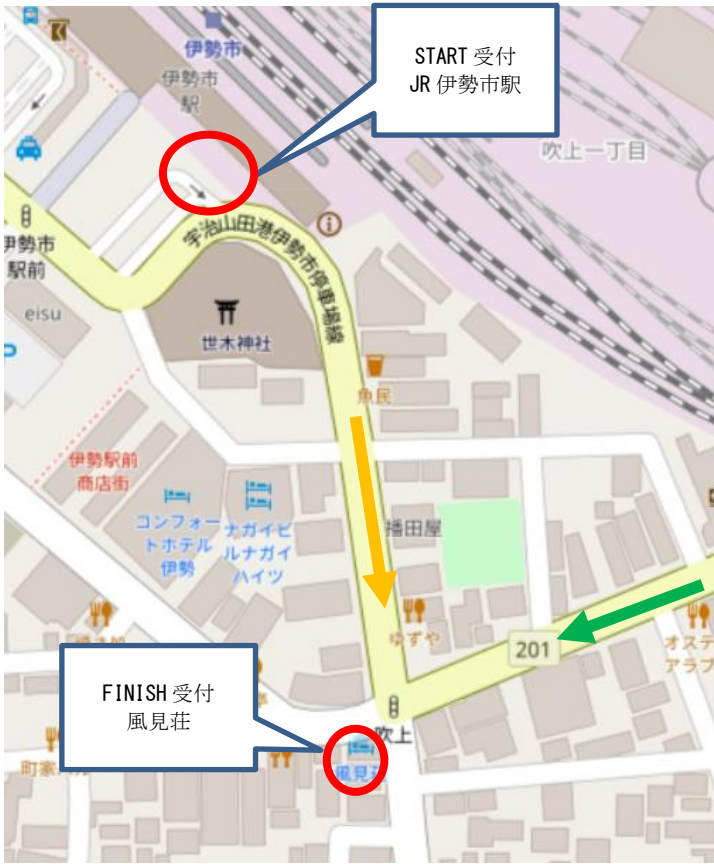 START 受付
JR 伊勢市駅
伊勢市
伊勢市
駅
吹上一丁目
伊勢市
駅前
宇治山田港伊勢市停車場線
eisu
世木神社
魚民
伊勢駅前
商店街
コンフォー
トホテル
伊勢
ナガイビ
ルナガイ
ハイツ
播田屋
ゆずや
201
オステ
アラブ
FINISH 受付
風見荘
吹上
風見荘